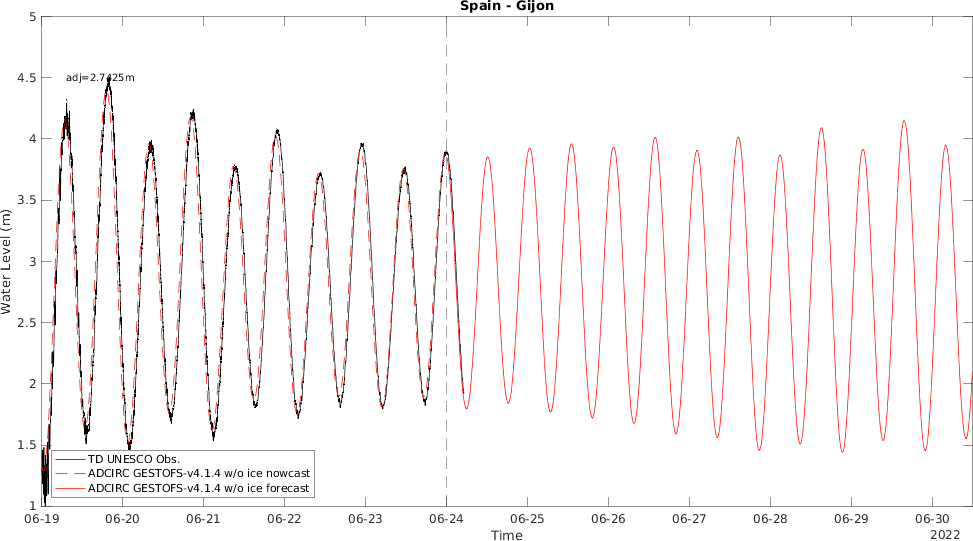 Spain - Gijon
adj=2.7425m
5
4.5
4
3.5
3
2.5
2
1.5
1
Water Level (m)
TD UNESCO Obs.
ADCIRC GESTOFS-v4.1.4 w/o ice nowcast
ADCIRC GESTOFS-v4.1.4 w/o ice forecast
06-19 06-20 06-21 06-22 06-23 06-24 06-25 06-26 06-27 06-28 06-29 06-30
Time
2022